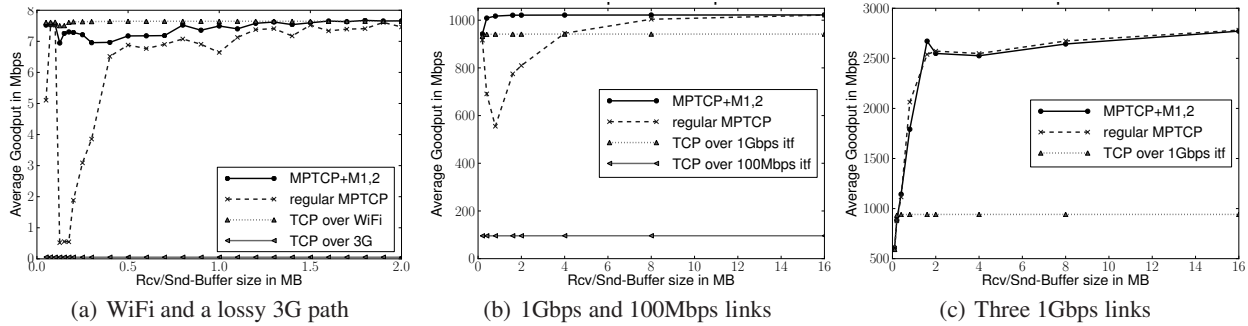 Average Goodput in Mbps
8
7
6
5
4
3
2
1
0
0.0 0.5 1.0 1.5 2.0
Rcv/Snd-Buffer size in MB
MPTCP+M1,2
regular MPTCP
TCP over WiFi
TCP over 3G
(a) WiFi and a lossy 3G path
Average Goodput in Mbps
1000
800
600
400
200
0
0 2 4 6 8 10 12 14 16
Rcv/Snd-Buffer size in MB
MPTCP+M1,2
regular MPTCP
TCP over 1Gbps itf
TCP over 100Mbps itf
(b) 1Gbps and 100Mbps links
Average Goodput in Mbps
3000
2500
2000
1500
1000
500
0 2 4 6 8 10 12 14 16
Rcv/Snd-Buffer size in MB
MPTCP+M1,2
regular MPTCP
TCP over 1Gbps itf
(c) Three 1Gbps links